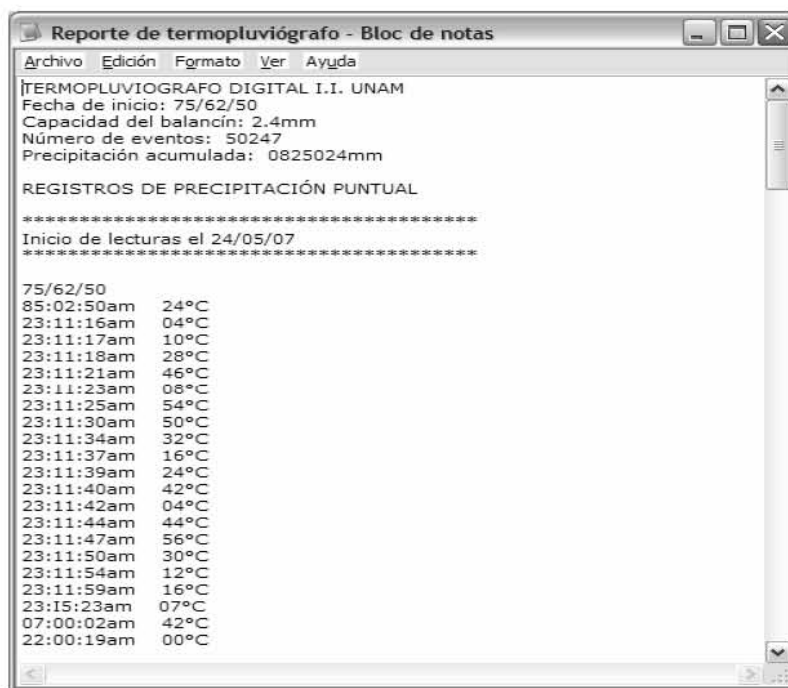 Reporte de termopluviógrafo - Bloc de notas
Archivo Edición Formato Ver Ayuda
TERMOPLUVIOGRAFO DIGITAL I.I. UNAM
Fecha de inicio: 75/62/50
Capacidad del balancín: 2.4mm
Número de eventos: 50247
Precipitación acumulada: 0825024mm
REGISTROS DE PRECIPITACIÓN PUNTUAL
****************************************
Inicio de lecturas el 24/05/07
****************************************
75/62/50
85:02:50am 24°C
23:11:16am 04°C
23:11:17am 10°C
23:11:18am 28°C
23:11:21am 46°C
23:11:23am 08°C
23:11:25am 54°C
23:11:30am 50°C
23:11:34am 32°C
23:11:37am 16°C
23:11:39am 24°C
23:11:40am 42°C
23:11:42am 04°C
23:11:44am 44°C
23:11:47am 56°C
23:11:50am 30°C
23:11:54am 12°C
23:11:59am 16°C
23:I5:23am 07°C
07:00:02am 42°C
22:00:19am 00°C